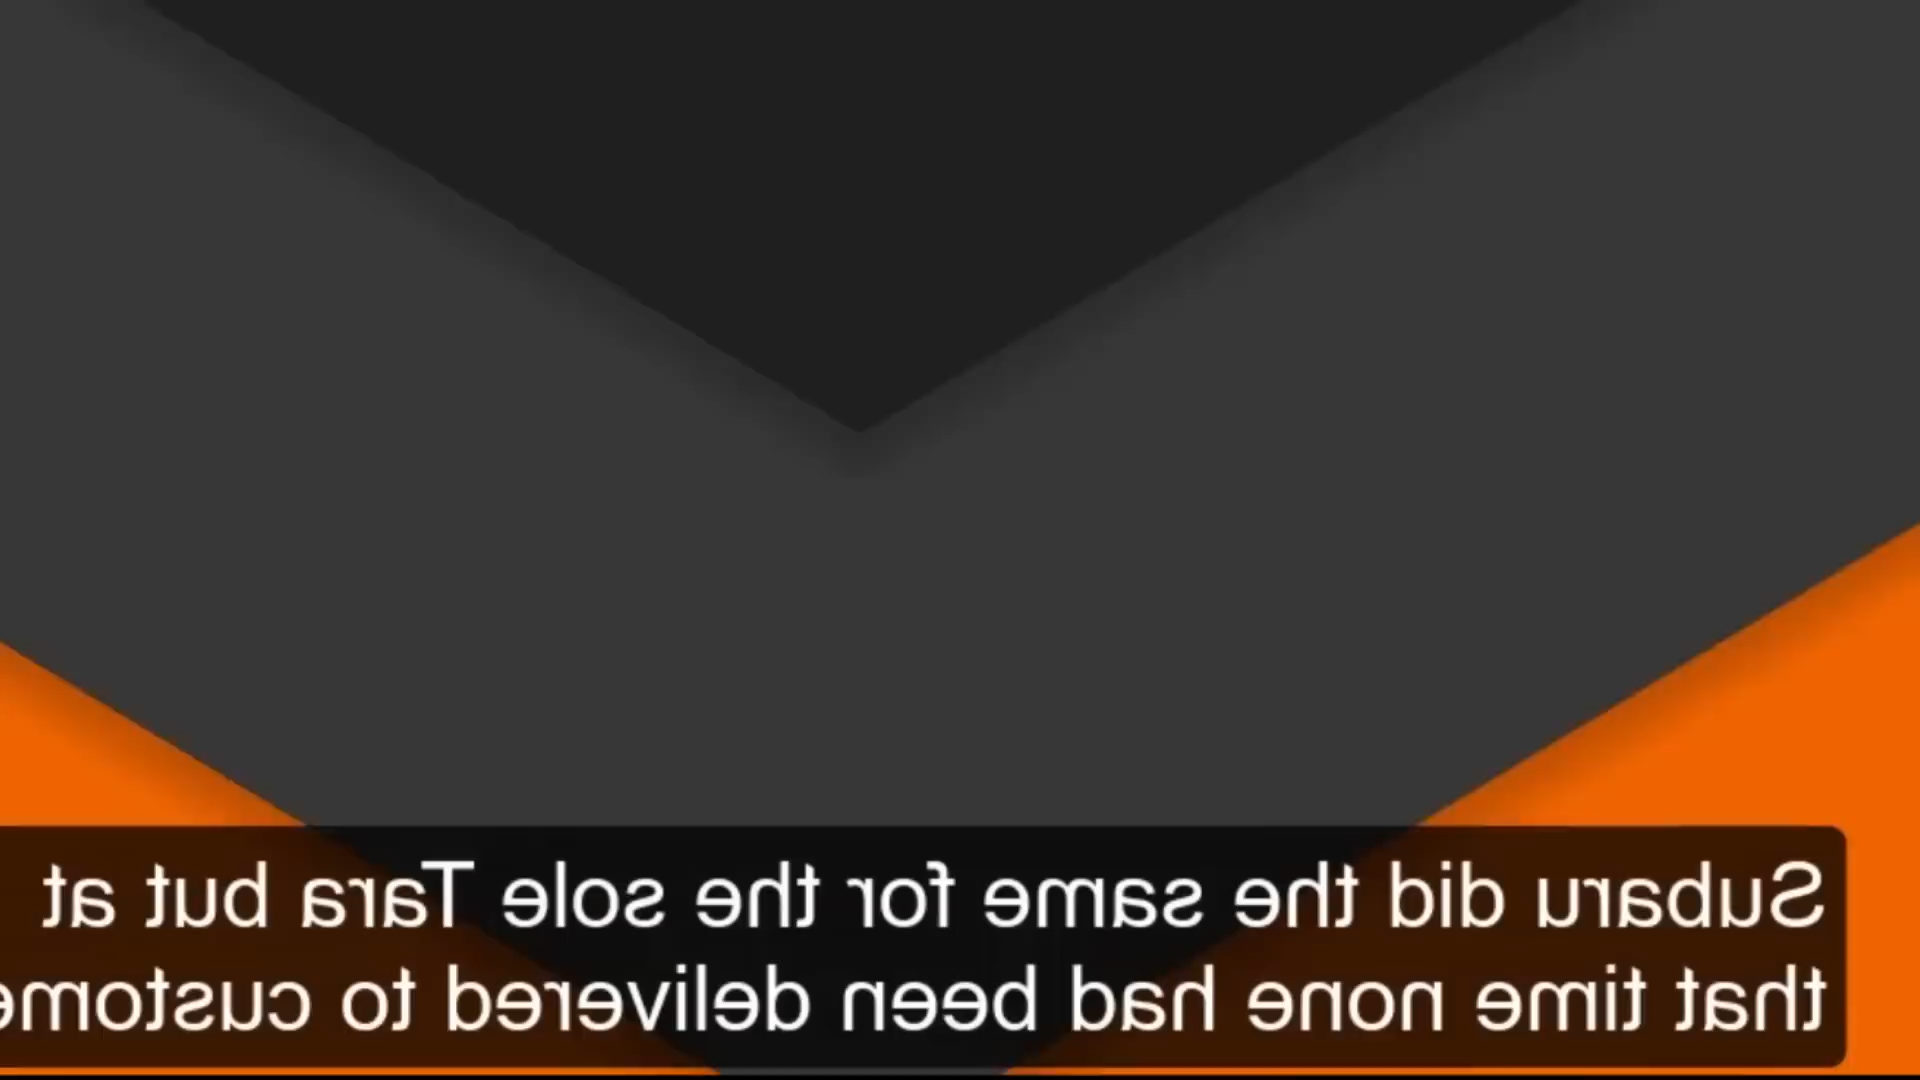 Subaru did the same for the sole Tara but at
that time none had been delivered to custome